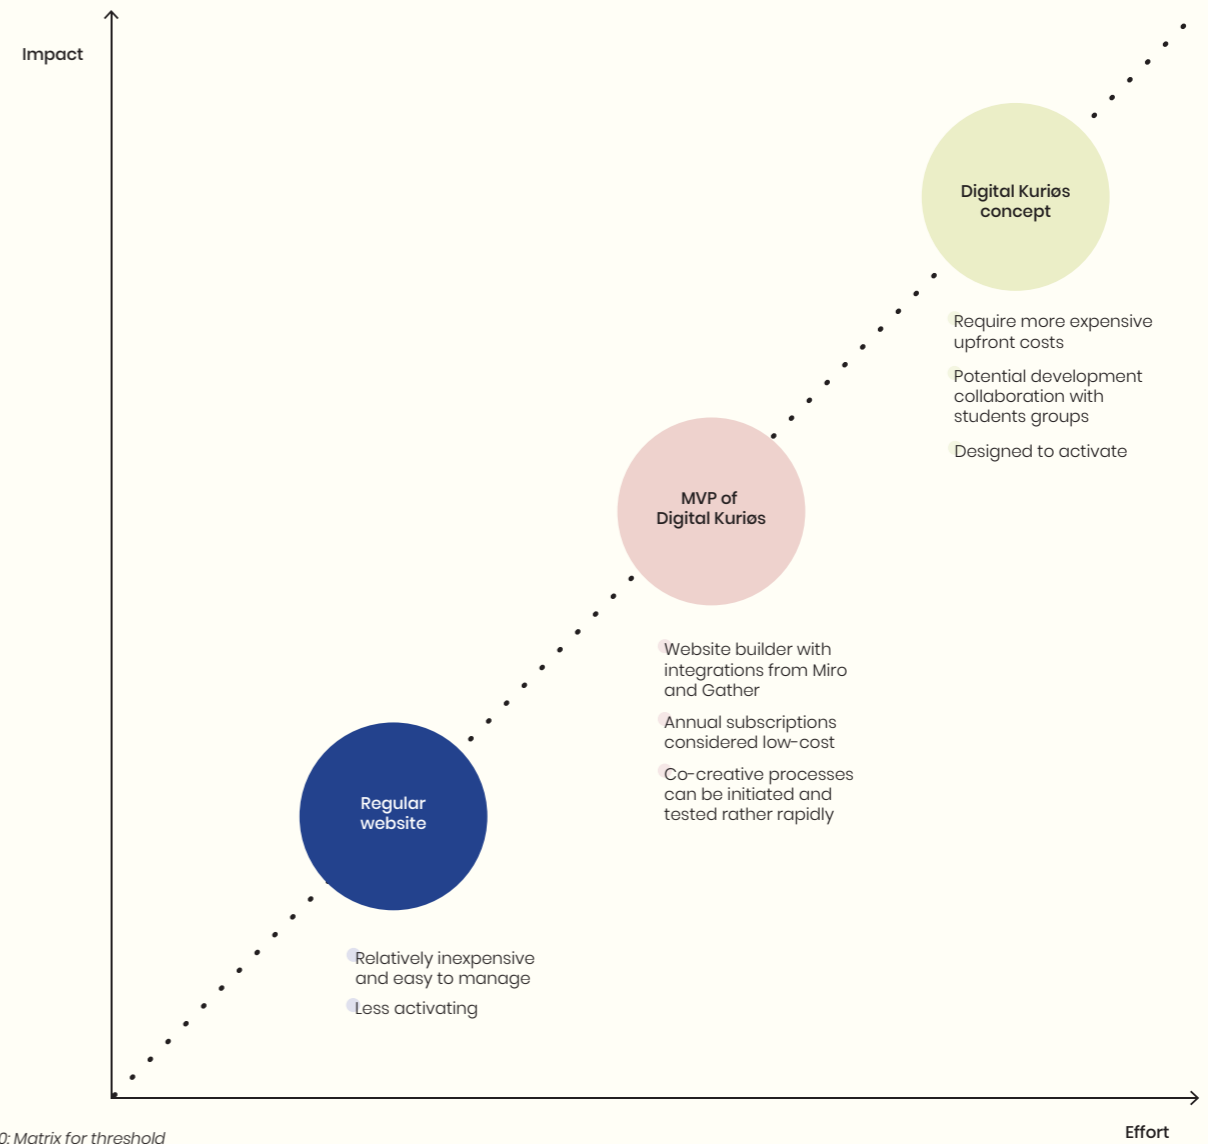 Impact
Digital Kuriøs
concept
Require more expensive
upfront costs
Potential development
collaboration with
students groups
Designed to activate
MVP of
Digital Kuriøs
Website builder with
integrations from Miro
and Gather
Annual subscriptions
considered low-cost
Co-creative processes
can be initiated and
tested rather rapidly
Regular
website
Relatively inexpensive
and easy to manage
Less activating
Effort
0: Matrix for threshold